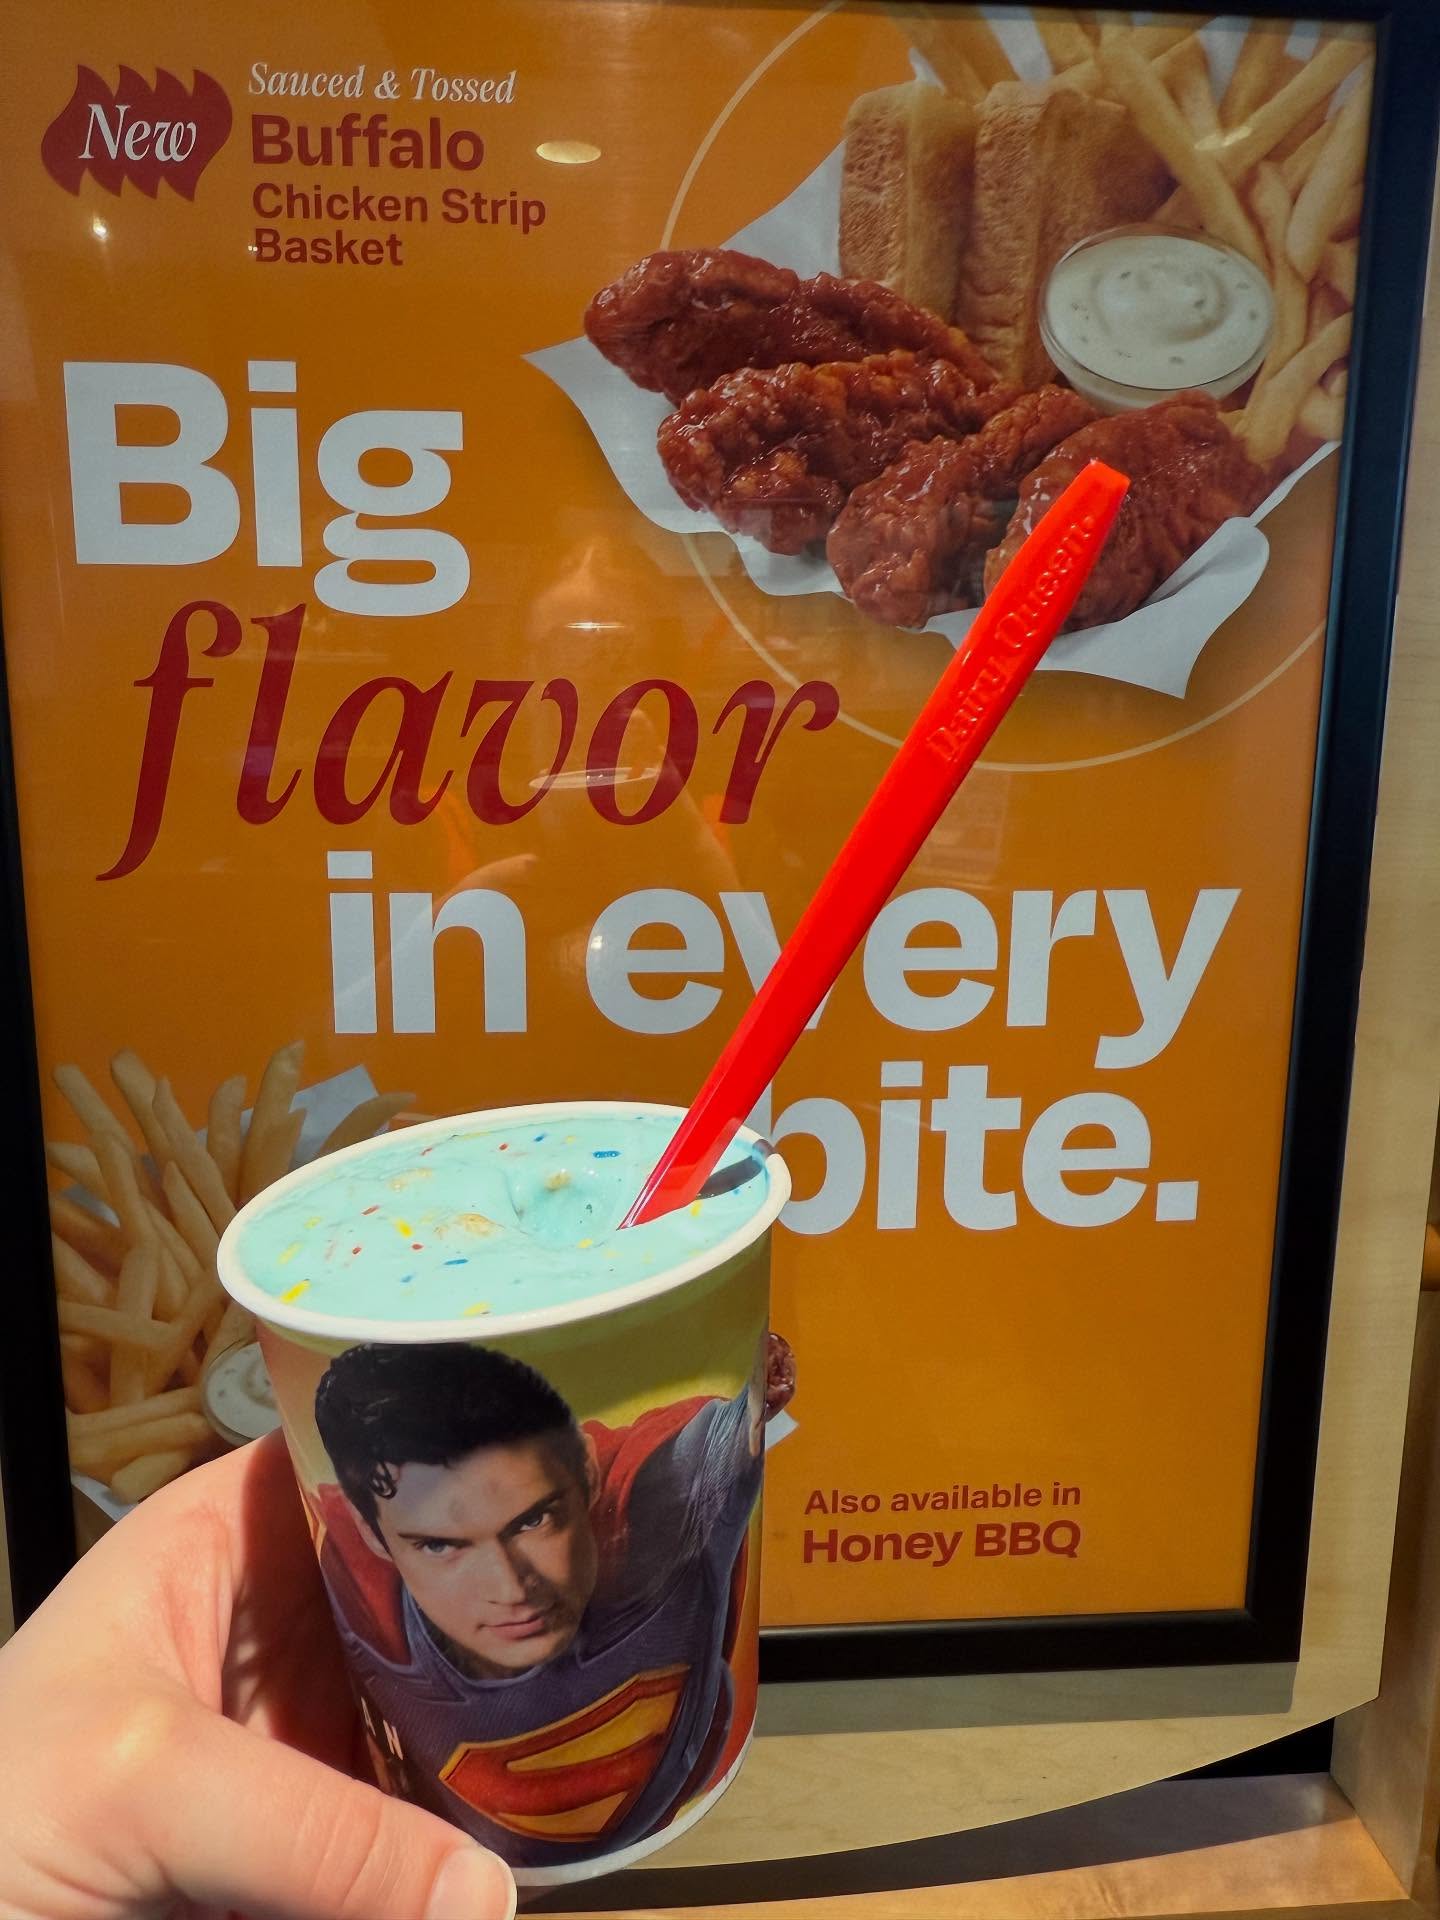 New
Sauced & Tossed
Buffalo
Chicken Strip
Basket
Big
flavor
in every
bite.
Dairy Queen
Also available in
Honey BBQ
AN